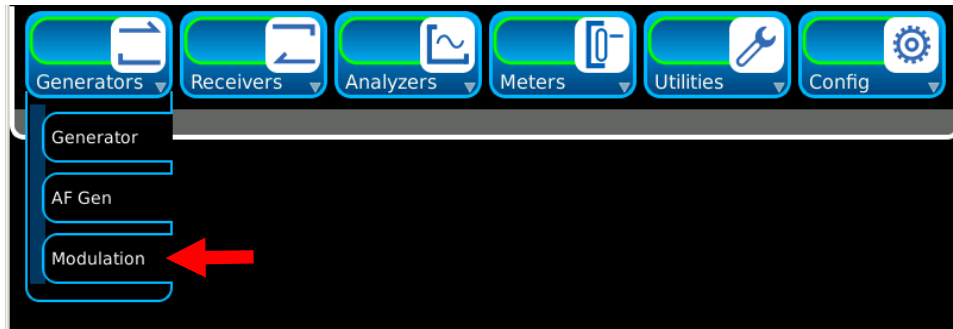 Generators Receivers Analyzers Meters Utilities Config
Generator
AF Gen
Modulation